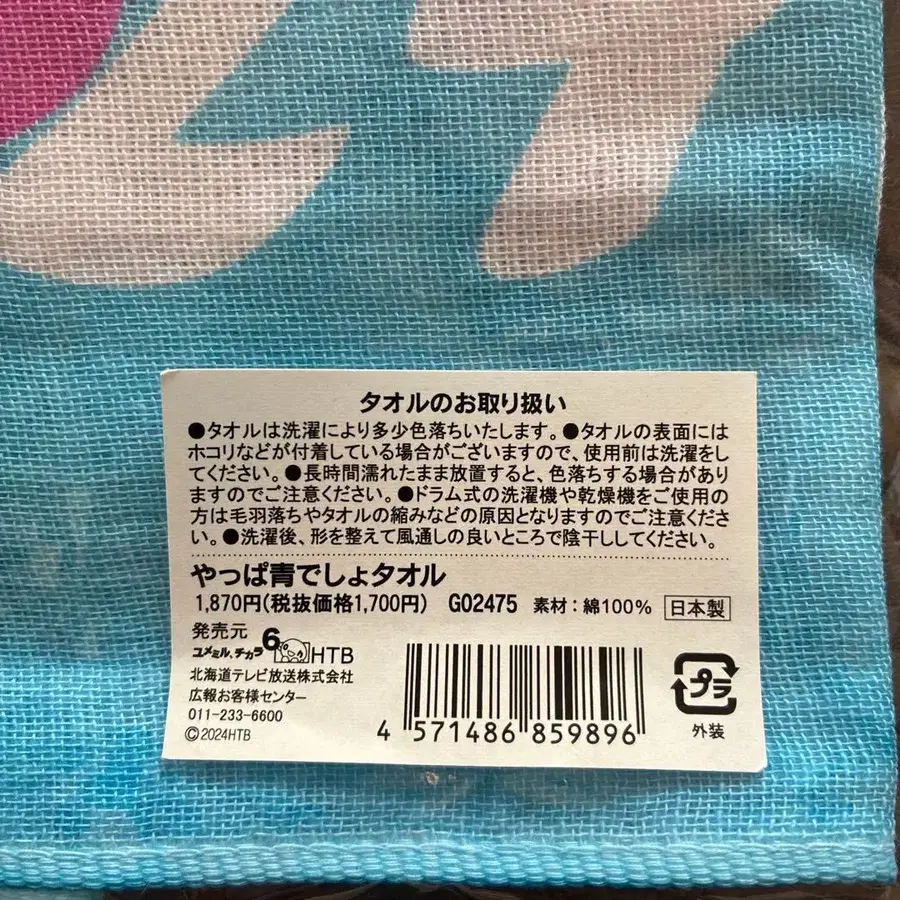 タオルのお取り扱い
●タオルは洗濯により多少色落ちいたします。●タオルの表面には
ホコリなどが付着している場合がございますので、使用前は洗濯をし
てください。●長時間濡れたまま放置すると、色落ちする場合があり
ますのでご注意ください。●ドラム式の洗濯機や乾燥機をご使用の
方は毛羽落ちやタオルの縮みなどの原因となりますのでご注意くださ
い。●洗濯後、形を整えて風通しの良いところで陰干ししてください。
やっぱ青でしょタオル
1,870円(税抜価格1,700円) G02475 素材:綿100% 日本製
発売元
ユメミル、チカラ 6 HTB
北海道テレビ放送株式会社
広報お客様センター
011-233-6600
©2024HTB
4 571486 859896
プラ
外装